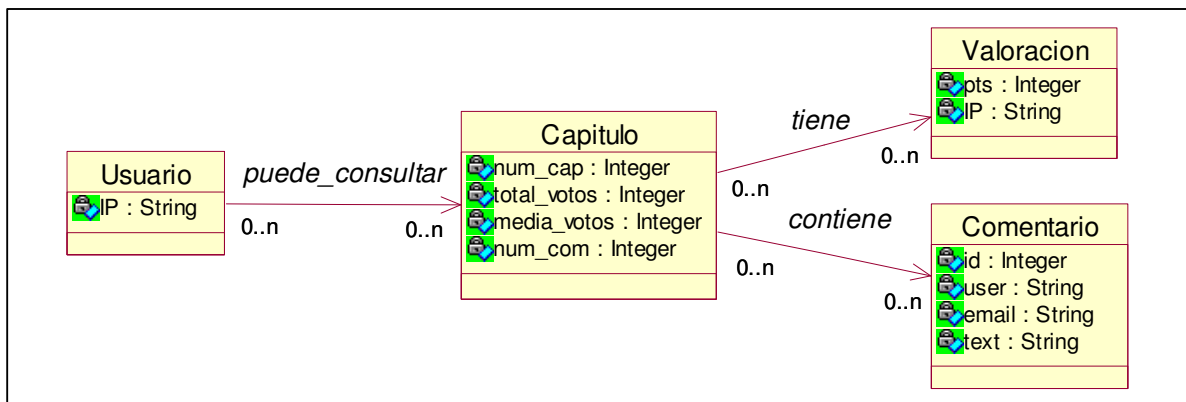 Usuario
IP : String
puede_consultar
0..n
0..n
Capitulo
num_cap : Integer
total_votos : Integer
media_votos : Integer
num_com : Integer
tiene
0..n
0..n
Valoracion
pts : Integer
IP : String
contiene
0..n
0..n
Comentario
id : Integer
user : String
email : String
text : String